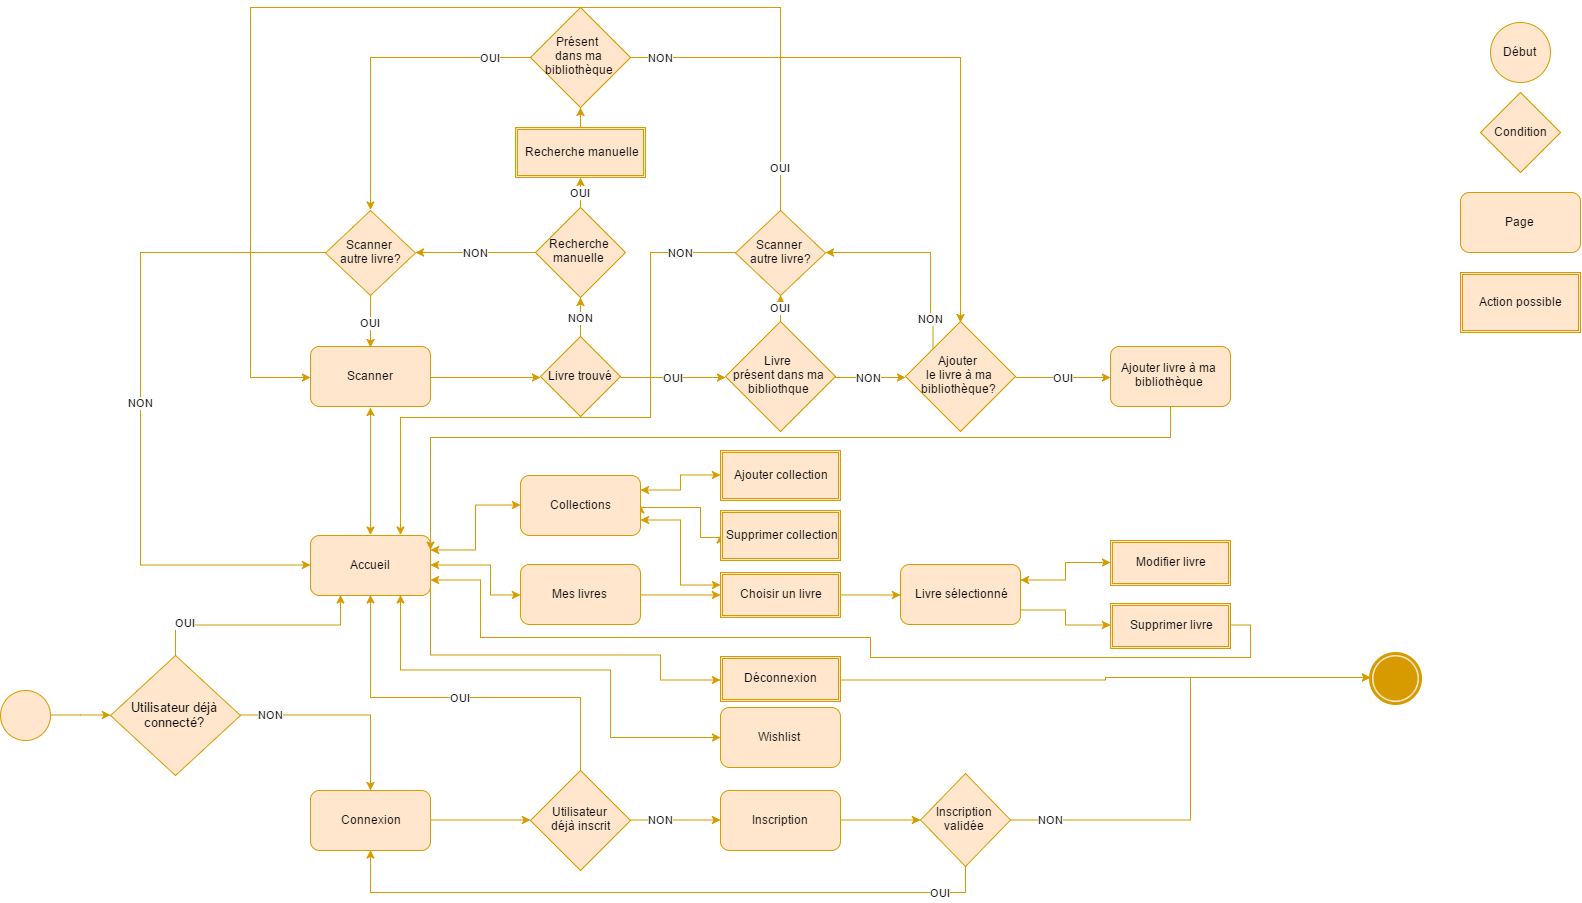 Présent
dans ma
bibliothèque
OUI
NON
Début
Condition
Recherche manuelle
OUI
OUI
Page
Scanner
autre livre?
NON
Recherche
manuelle
NON
Scanner
autre livre?
Action possible
OUI
NON
OUI
NON
Scanner
Livre trouvé
OUI
Livre
présent dans ma
bibliothque
NON
Ajouter
le livre à ma
bibliothèque?
OUI
Ajouter livre à ma
bibliothèque
NON
Ajouter collection
Collections
Supprimer collection
Accueil
Modifier livre
Mes livres
Choisir un livre
Livre sélectionné
Supprimer livre
OUI
Déconnexion
OUI
Utilisateur déjà
connecté?
NON
Wishlist
Connexion
Utilisateur
déjà inscrit
NON
Inscription
Inscription
validée
NON
OUI